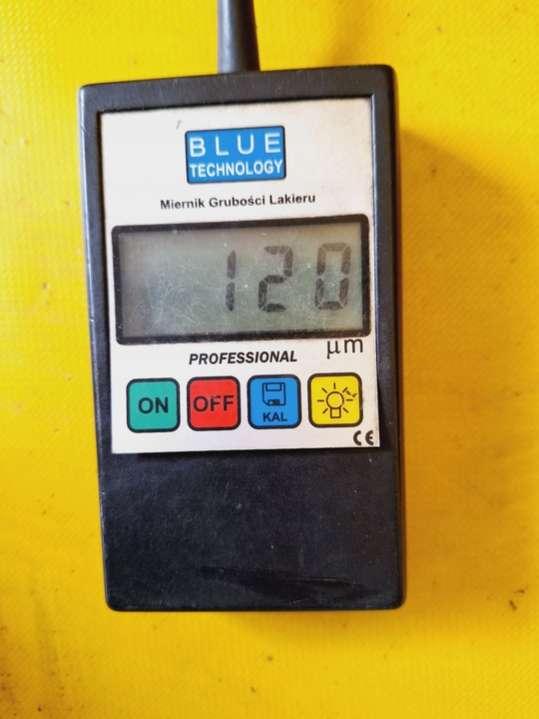 BLUE
TECHNOLOGY
Miernik Grubości Lakieru
120
PROFESSIONAL
µm
ON
OFF
KAL
CE